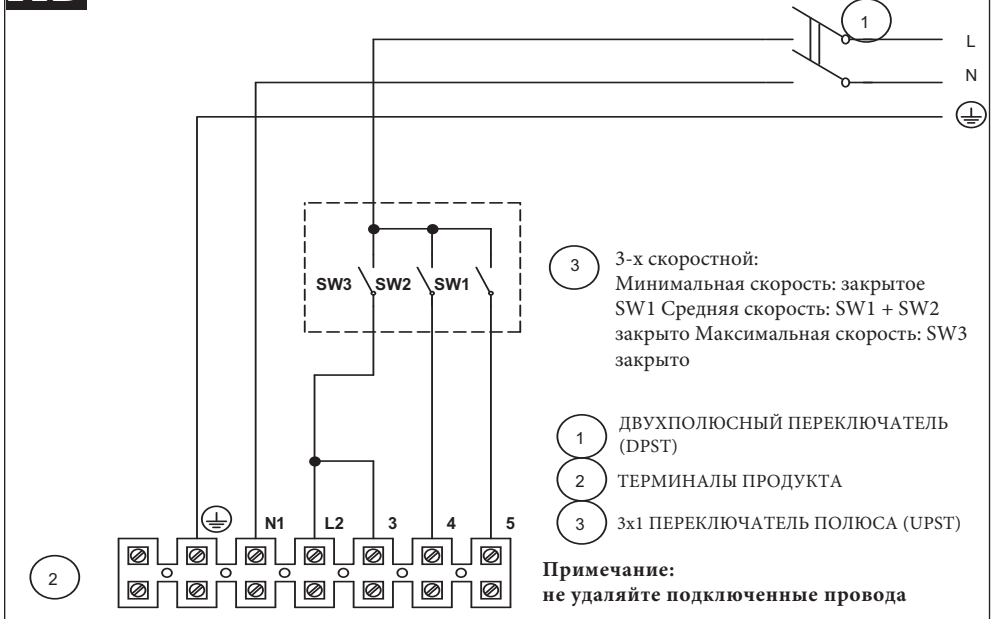 1
L
N
SW3 SW2 SW1
3
3-х скоростной:
Минимальная скорость: закрытое
SW1 Средняя скорость: SW1 + SW2
закрыто Максимальная скорость: SW3
закрыто
1
ДВУХПОЛЮСНЫЙ ПЕРЕКЛЮЧАТЕЛЬ
(DPST)
2
ТЕРМИНАЛЫ ПРОДУКТА
3
3x1 ПЕРЕКЛЮЧАТЕЛЬ ПОЛЮСА (UPST)
N1 L2 3 4 5
2
Примечание:
не удаляйте подключенные провода